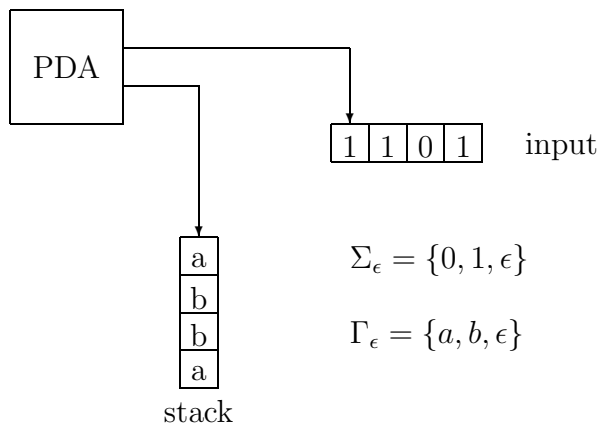 PDA
1 1 0 1 input
a
b
b
a
Σ_ϵ = {0, 1, ϵ}
Γ_ϵ = {a, b, ϵ}
stack